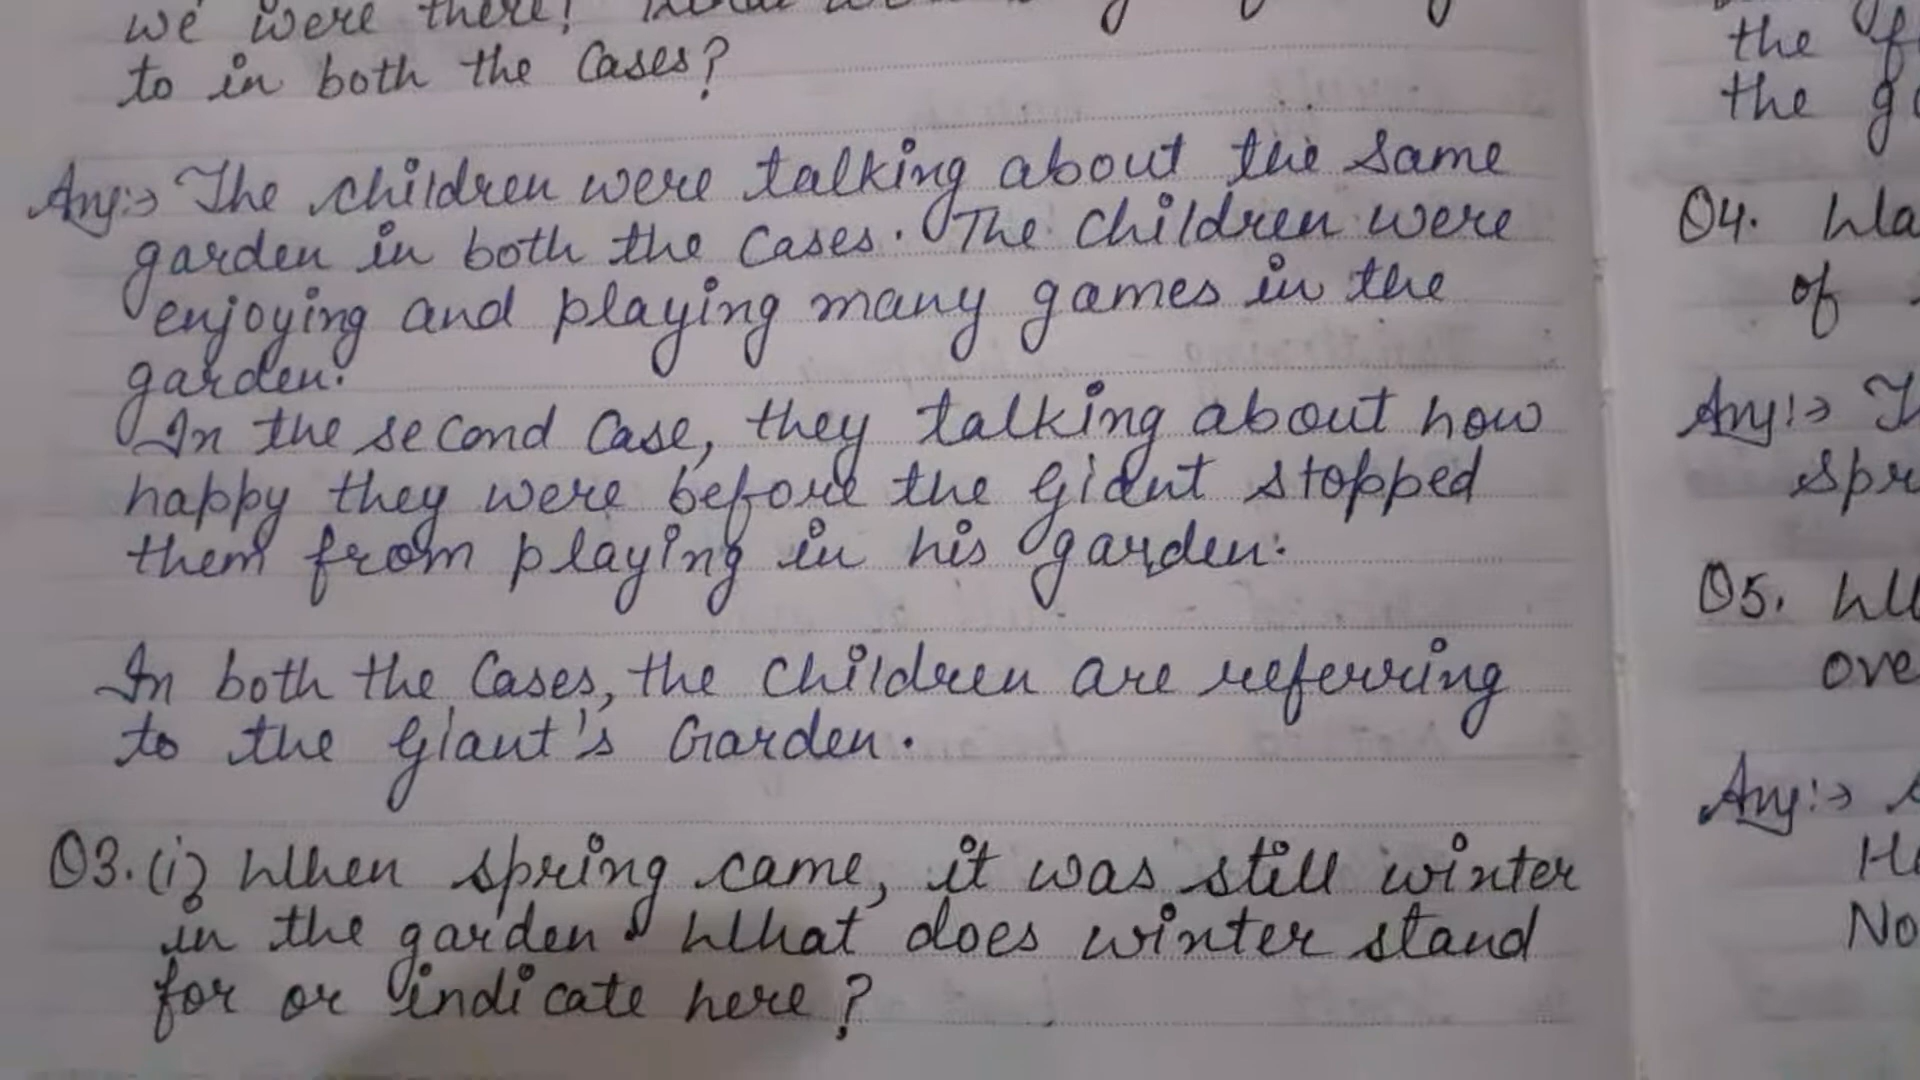 we were there!
to in both the Cases?
Ans:→ The children were talking about the same
garden in both the Cases. The Children were
enjoying and playing many games in the
garden.
In the second Case, they talking about how
happy they were before the Giant stopped
them from playing in his garden.
In both the Cases, the children are referring
to the Giant's Garden.
Q3.(i) When spring came, it was still winter
in the garden. What does winter stand
for or indicate here?
the
the
Q4.
of
Ans:→
Q5.
Ans:→
No